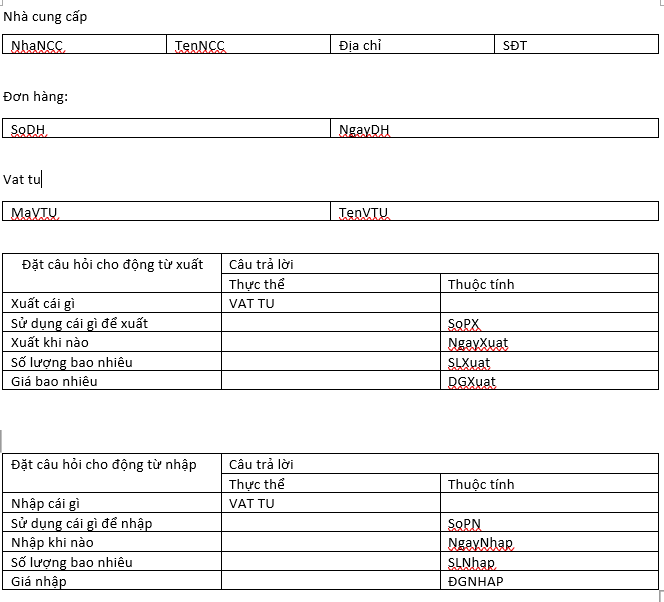 Nhà cung cấp
NhaNCC TenNCC Địa chỉ SĐT
Đơn hàng:
SoDH NgayDH
Vat tu
MaVTU TenVTU
Đặt câu hỏi cho động từ xuất Câu trả lời
Thực thể Thuộc tính
Xuất cái gì VAT TU
Sử dụng cái gì để xuất SoPX
Xuất khi nào NgayXuat
Số lượng bao nhiêu SLXuat
Giá bao nhiêu DGXuat
Đặt câu hỏi cho động từ nhập Câu trả lời
Thực thể Thuộc tính
Nhập cái gì VAT TU
Sử dụng cái gì để nhập SoPN
Nhập khi nào NgayNhap
Số lượng bao nhiêu SLNhap
Giá nhập ĐGNHAP